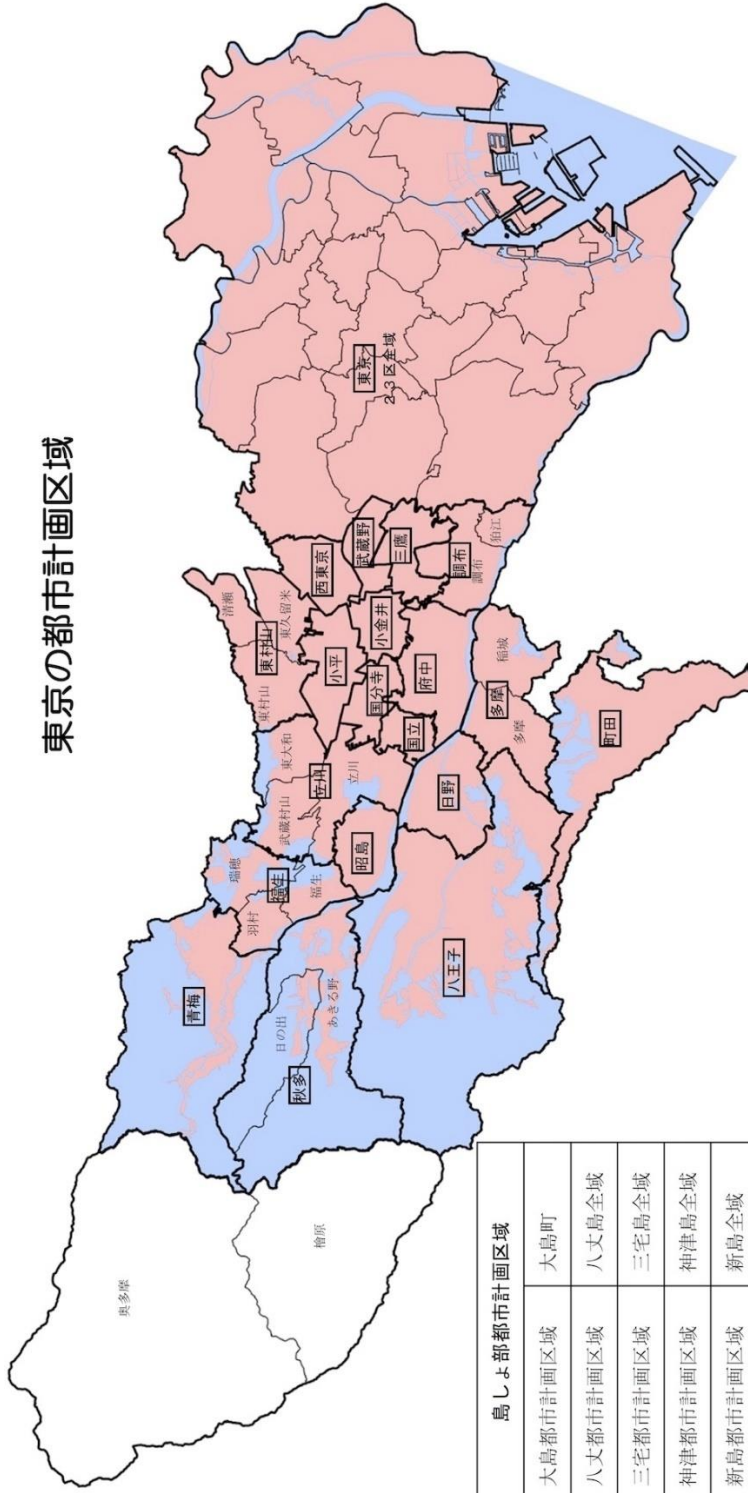 東京の都市計画区域
奥多摩
檜原
青梅
日の出
秋多
あきる野
羽村
瑞穂
福生
福生
武蔵村山
東大和
立川
立川
昭島
八王子
日野
東村山
清瀬
東村山
東久留米
小平
国分寺
国立
小金井
府中
多摩
多摩
稲城
町田
西東京
武蔵野
三鷹
調布
調布
狛江
東京
23区全域
島しょ部都市計画区域
大島都市計画区域 大島町
八丈都市計画区域 八丈島全域
三宅都市計画区域 三宅島全域
神津都市計画区域 神津島全域
新島都市計画区域 新島全域